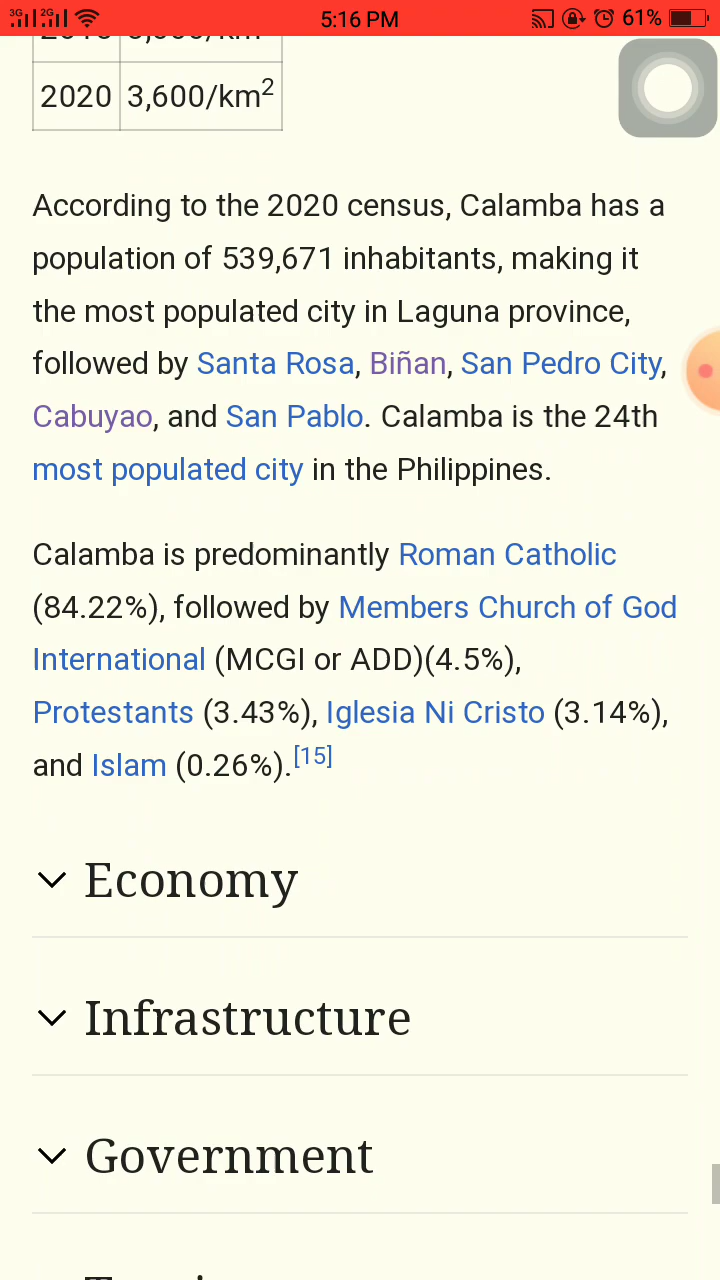 3G 2G 5:16 PM 61%
2020 3,600/km²
According to the 2020 census, Calamba has a
population of 539,671 inhabitants, making it
the most populated city in Laguna province,
followed by Santa Rosa, Biñan, San Pedro City,
Cabuyao, and San Pablo. Calamba is the 24th
most populated city in the Philippines.
Calamba is predominantly Roman Catholic
(84.22%), followed by Members Church of God
International (MCGI or ADD)(4.5%),
Protestants (3.43%), Iglesia Ni Cristo (3.14%),
and Islam (0.26%).[15]
Economy
Infrastructure
Government